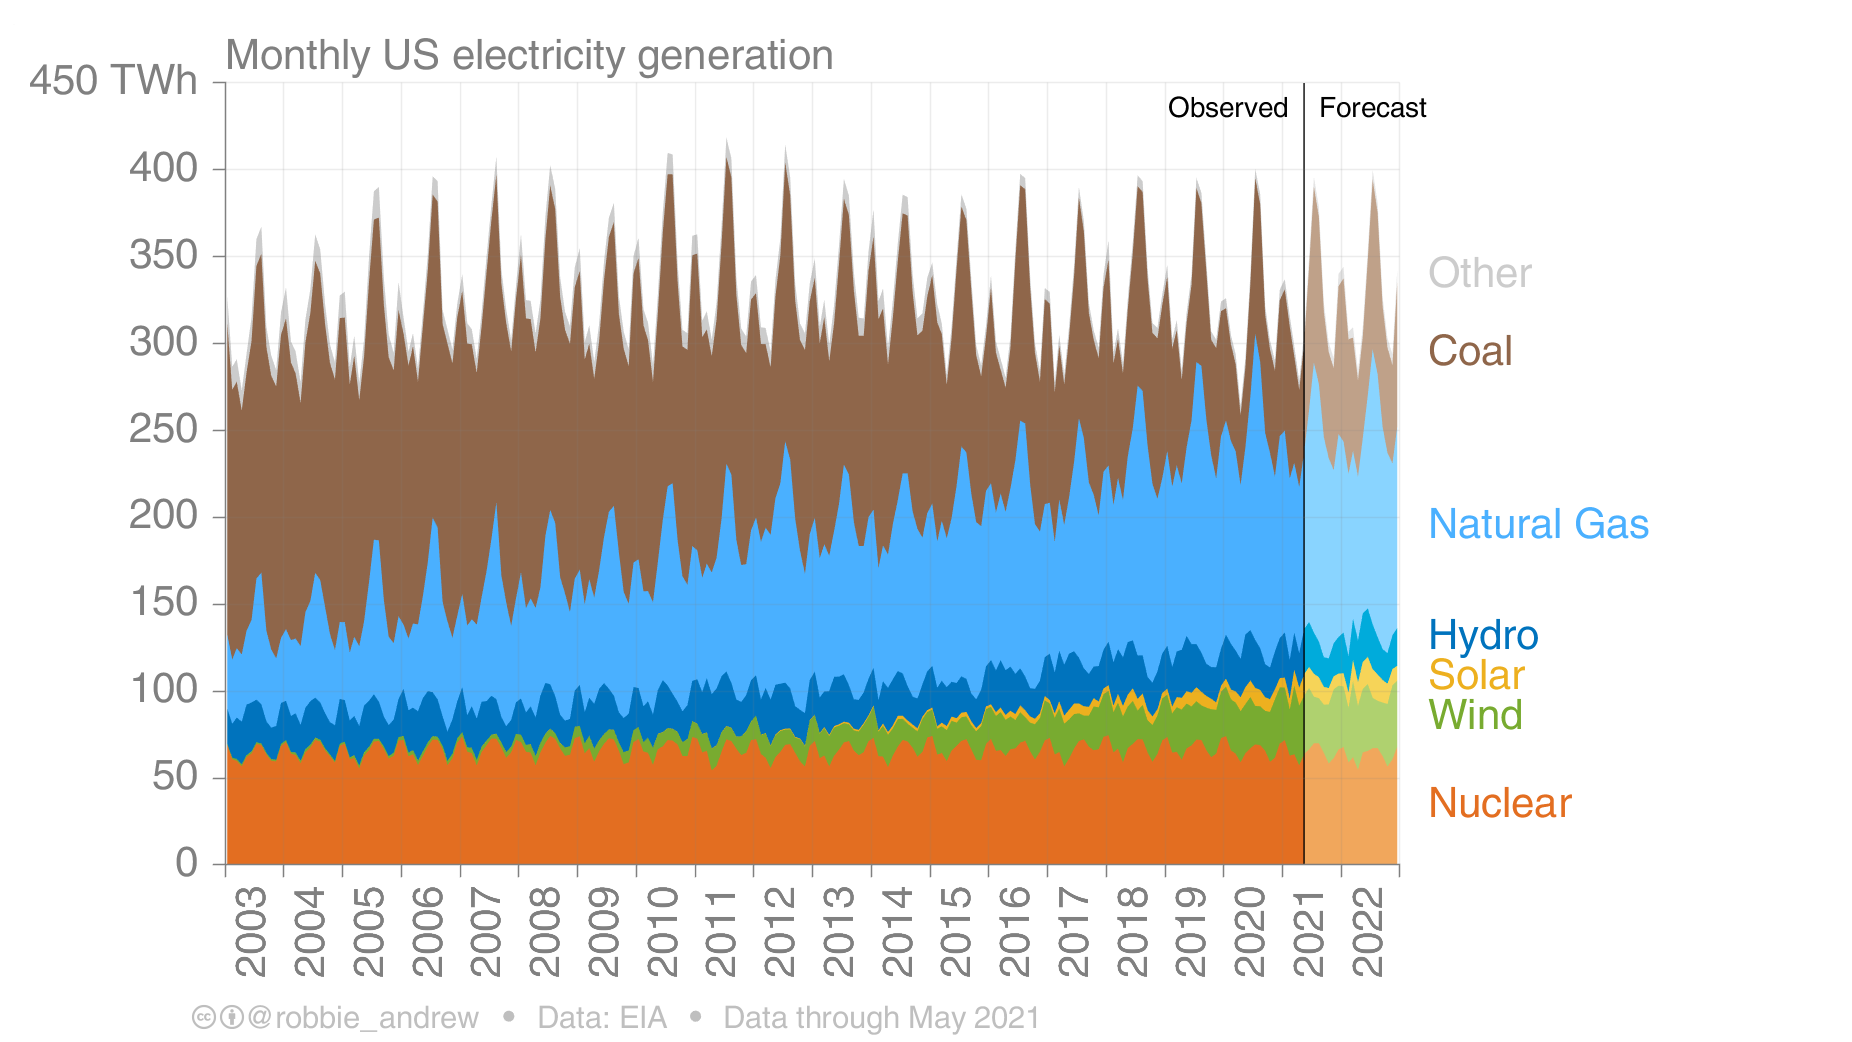 Monthly US electricity generation
450 TWh
Observed
Forecast
400
350
300
250
200
150
100
50
0
Other
Coal
Natural Gas
Hydro
Solar
Wind
Nuclear
2003
2004
2005
2006
2007
2008
2009
2010
2011
2012
2013
2014
2015
2016
2017
2018
2019
2020
2021
2022
cc @robbie_andrew • Data: EIA • Data through May 2021